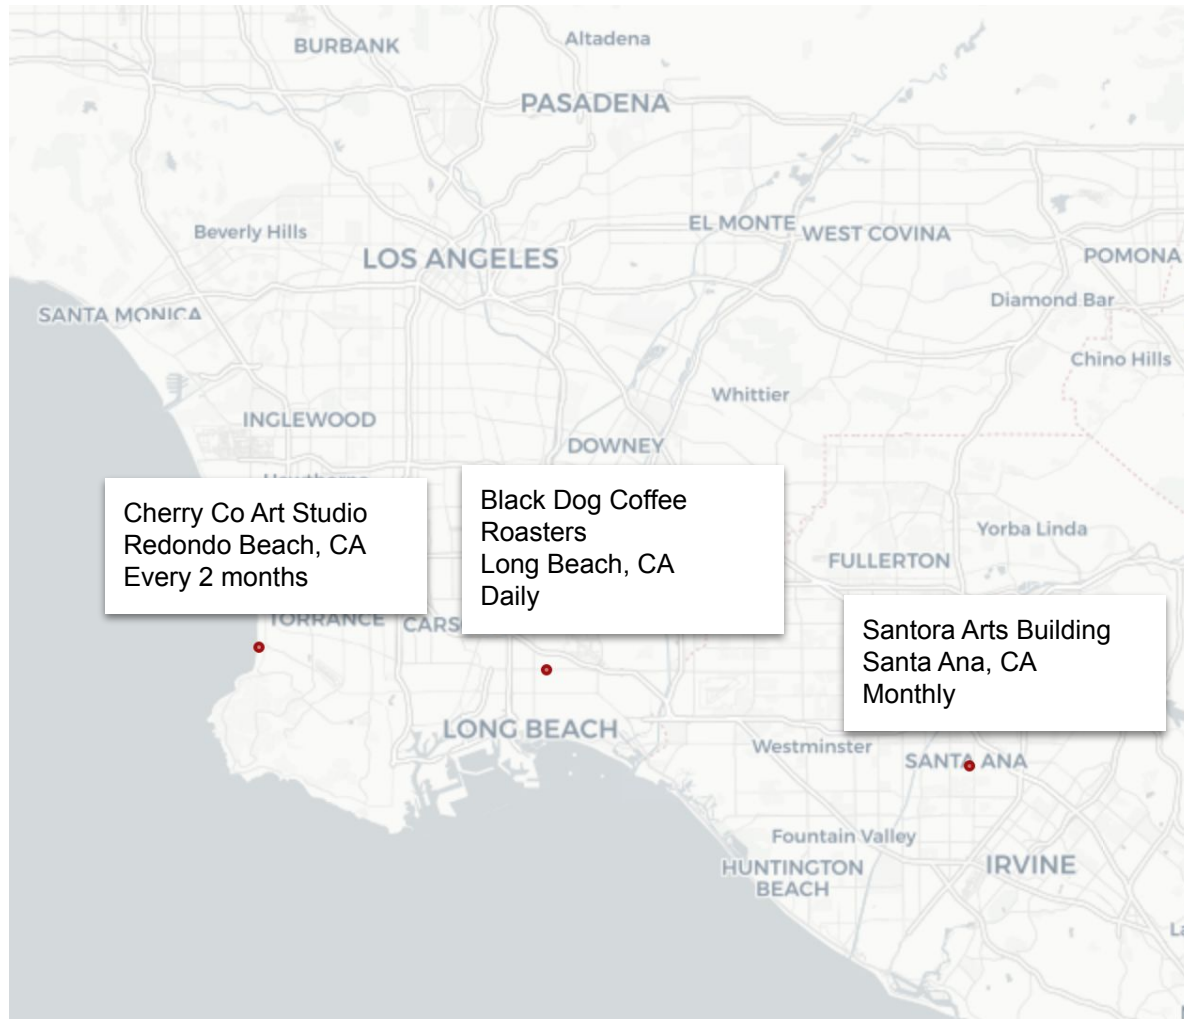 BURBANK
Altadena
PASADENA
Beverly Hills
LOS ANGELES
EL MONTE
WEST COVINA
POMONA
SANTA MONICA
Diamond Bar
Chino Hills
Whittier
INGLEWOOD
DOWNEY
Cherry Co Art Studio
Redondo Beach, CA
Every 2 months
Black Dog Coffee
Roasters
Long Beach, CA
Daily
Yorba Linda
FULLERTON
TORRANCE
CARS
Santora Arts Building
Santa Ana, CA
Monthly
LONG BEACH
Westminster
SANTA ANA
Fountain Valley
HUNTINGTON
BEACH
IRVINE